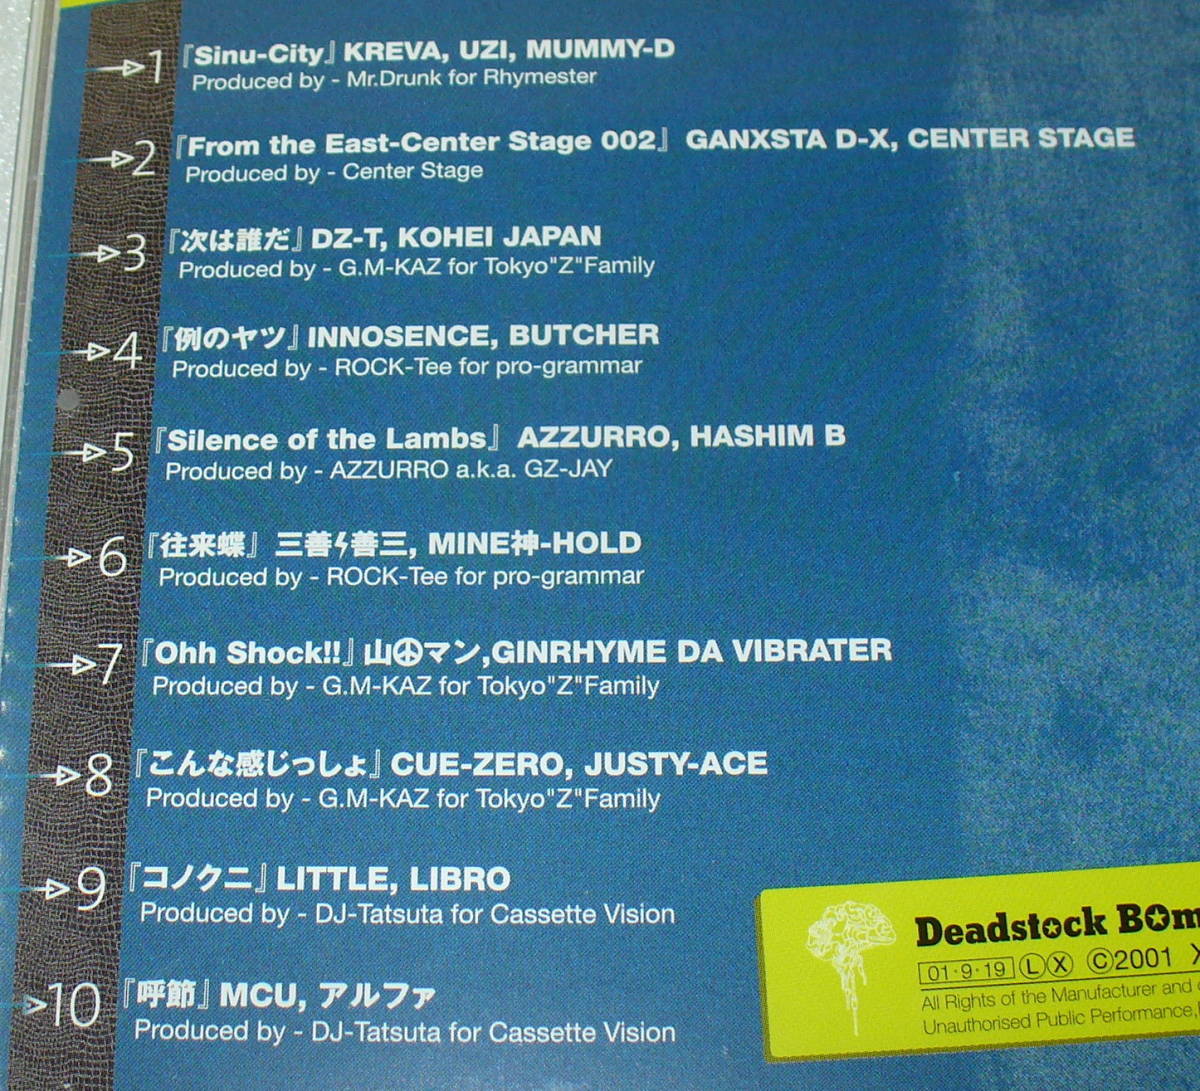 1 『Sinu-City』 KREVA, UZI, MUMMY-D
Produced by - Mr.Drunk for Rhymester
2 『From the East-Center Stage 002』 GANXSTA D-X, CENTER STAGE
Produced by - Center Stage
3 『次は誰だ』 DZ-T, KOHEI JAPAN
Produced by - G.M-KAZ for Tokyo"Z"Family
4 『例のヤツ』 INNOSENCE, BUTCHER
Produced by - ROCK-Tee for pro-grammar
5 『Silence of the Lambs』 AZZURRO, HASHIM B
Produced by - AZZURRO a.k.a. GZ-JAY
6 『往来蝶』 三善⚡善三, MINE神-HOLD
Produced by - ROCK-Tee for pro-grammar
7 『Ohh Shock!!』 山☮マン,GINRHYME DA VIBRATER
Produced by - G.M-KAZ for Tokyo"Z"Family
8 『こんな感じっしょ』 CUE-ZERO, JUSTY-ACE
Produced by - G.M-KAZ for Tokyo"Z"Family
9 『コノクニ』 LITTLE, LIBRO
Produced by - DJ-Tatsuta for Cassette Vision
10 『呼節』 MCU, アルファ
Produced by - DJ-Tatsuta for Cassette Vision
Deadstock BOm
01・9・19 Ⓛ Ⓧ ©2001
All Rights of the Manufacturer and
Unauthorised Public Performance,